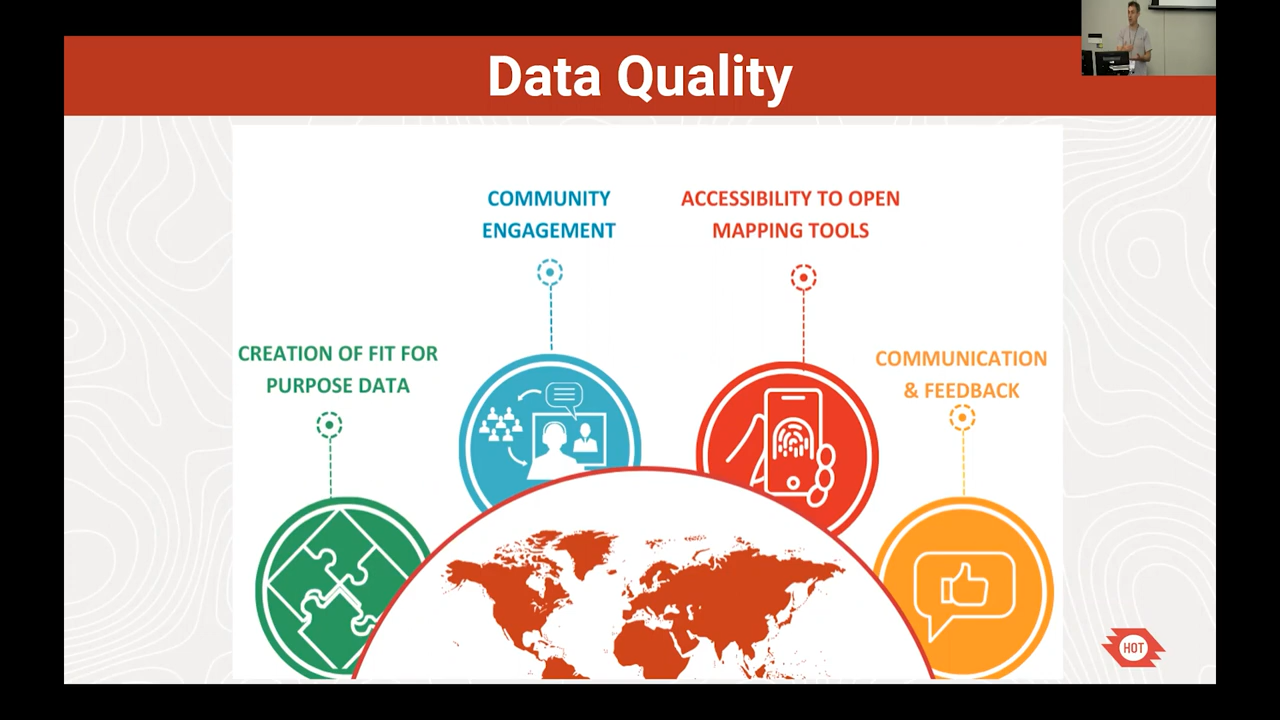 Data Quality
COMMUNITY
ENGAGEMENT
ACCESSIBILITY TO OPEN
MAPPING TOOLS
CREATION OF FIT FOR
PURPOSE DATA
COMMUNICATION
& FEEDBACK
HOT